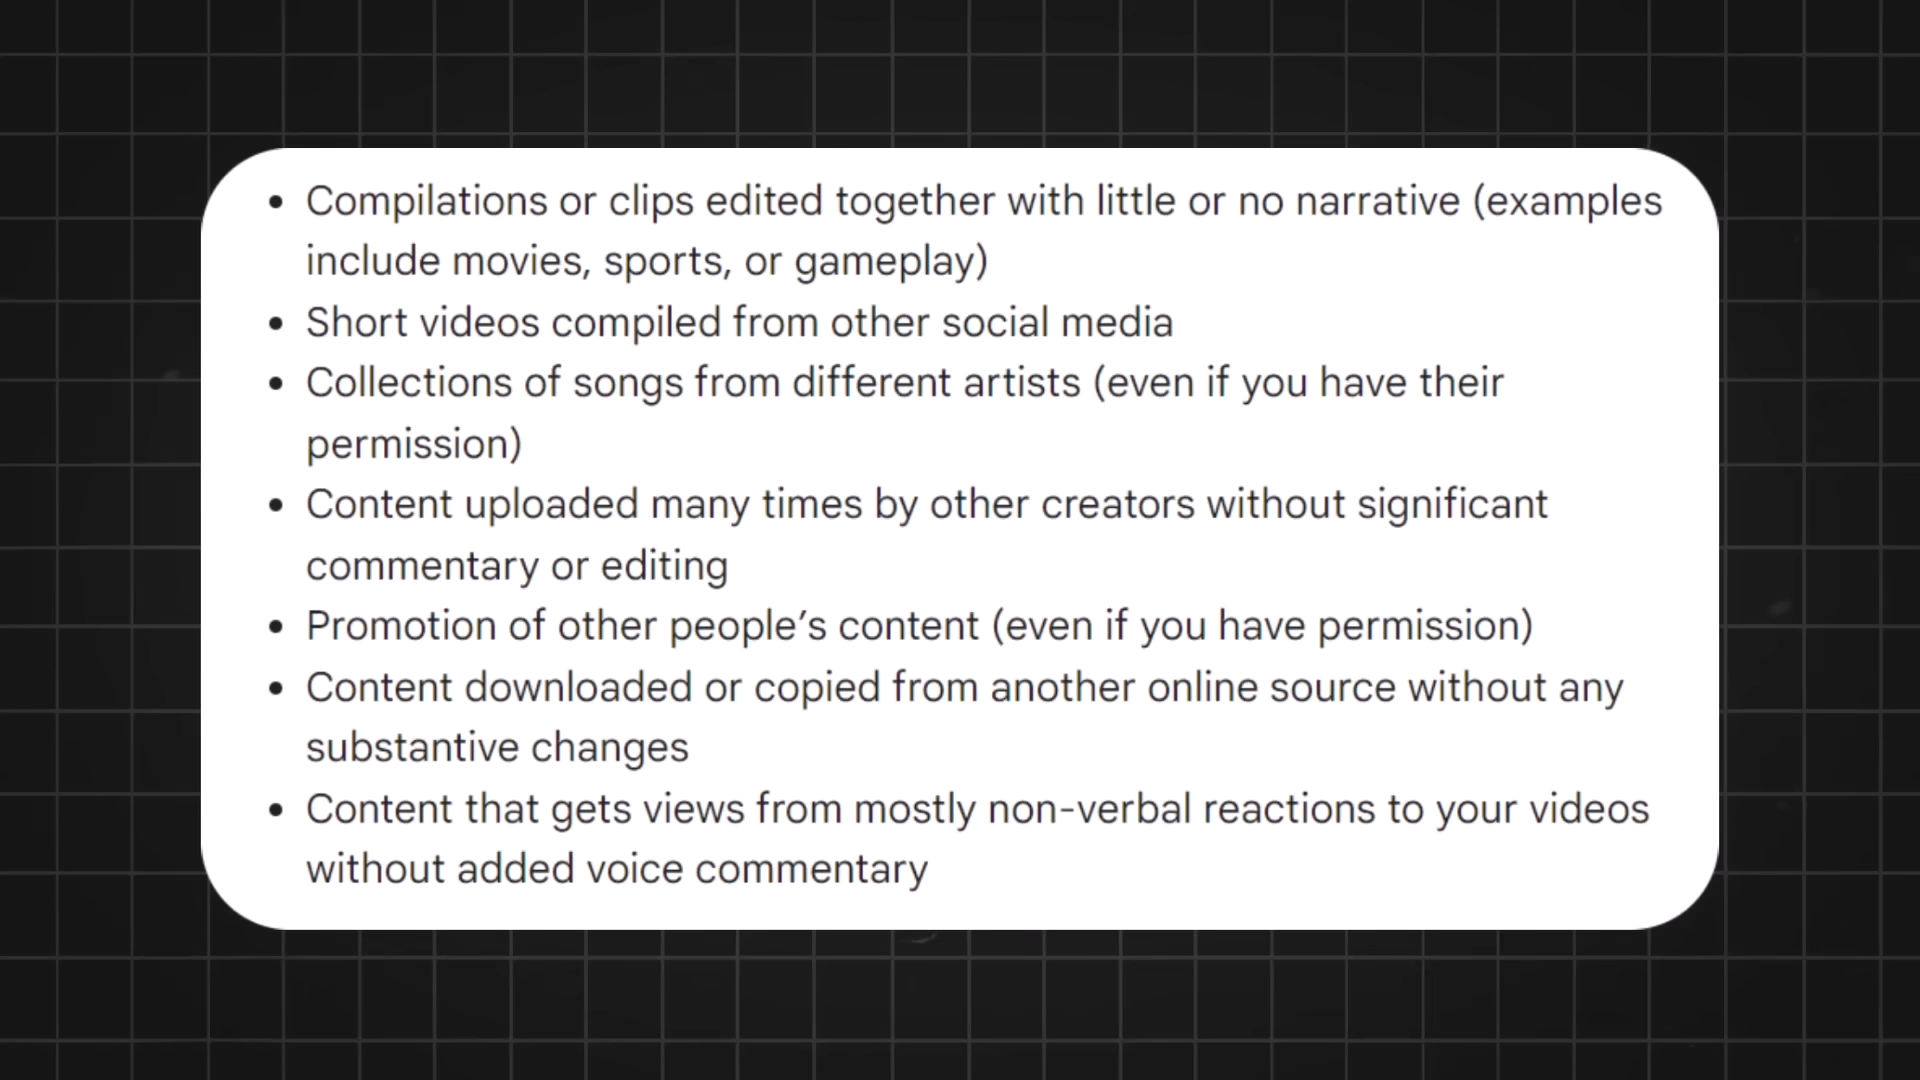 • Compilations or clips edited together with little or no narrative (examples
include movies, sports, or gameplay)
• Short videos compiled from other social media
• Collections of songs from different artists (even if you have their
permission)
• Content uploaded many times by other creators without significant
commentary or editing
• Promotion of other people’s content (even if you have permission)
• Content downloaded or copied from another online source without any
substantive changes
• Content that gets views from mostly non-verbal reactions to your videos
without added voice commentary